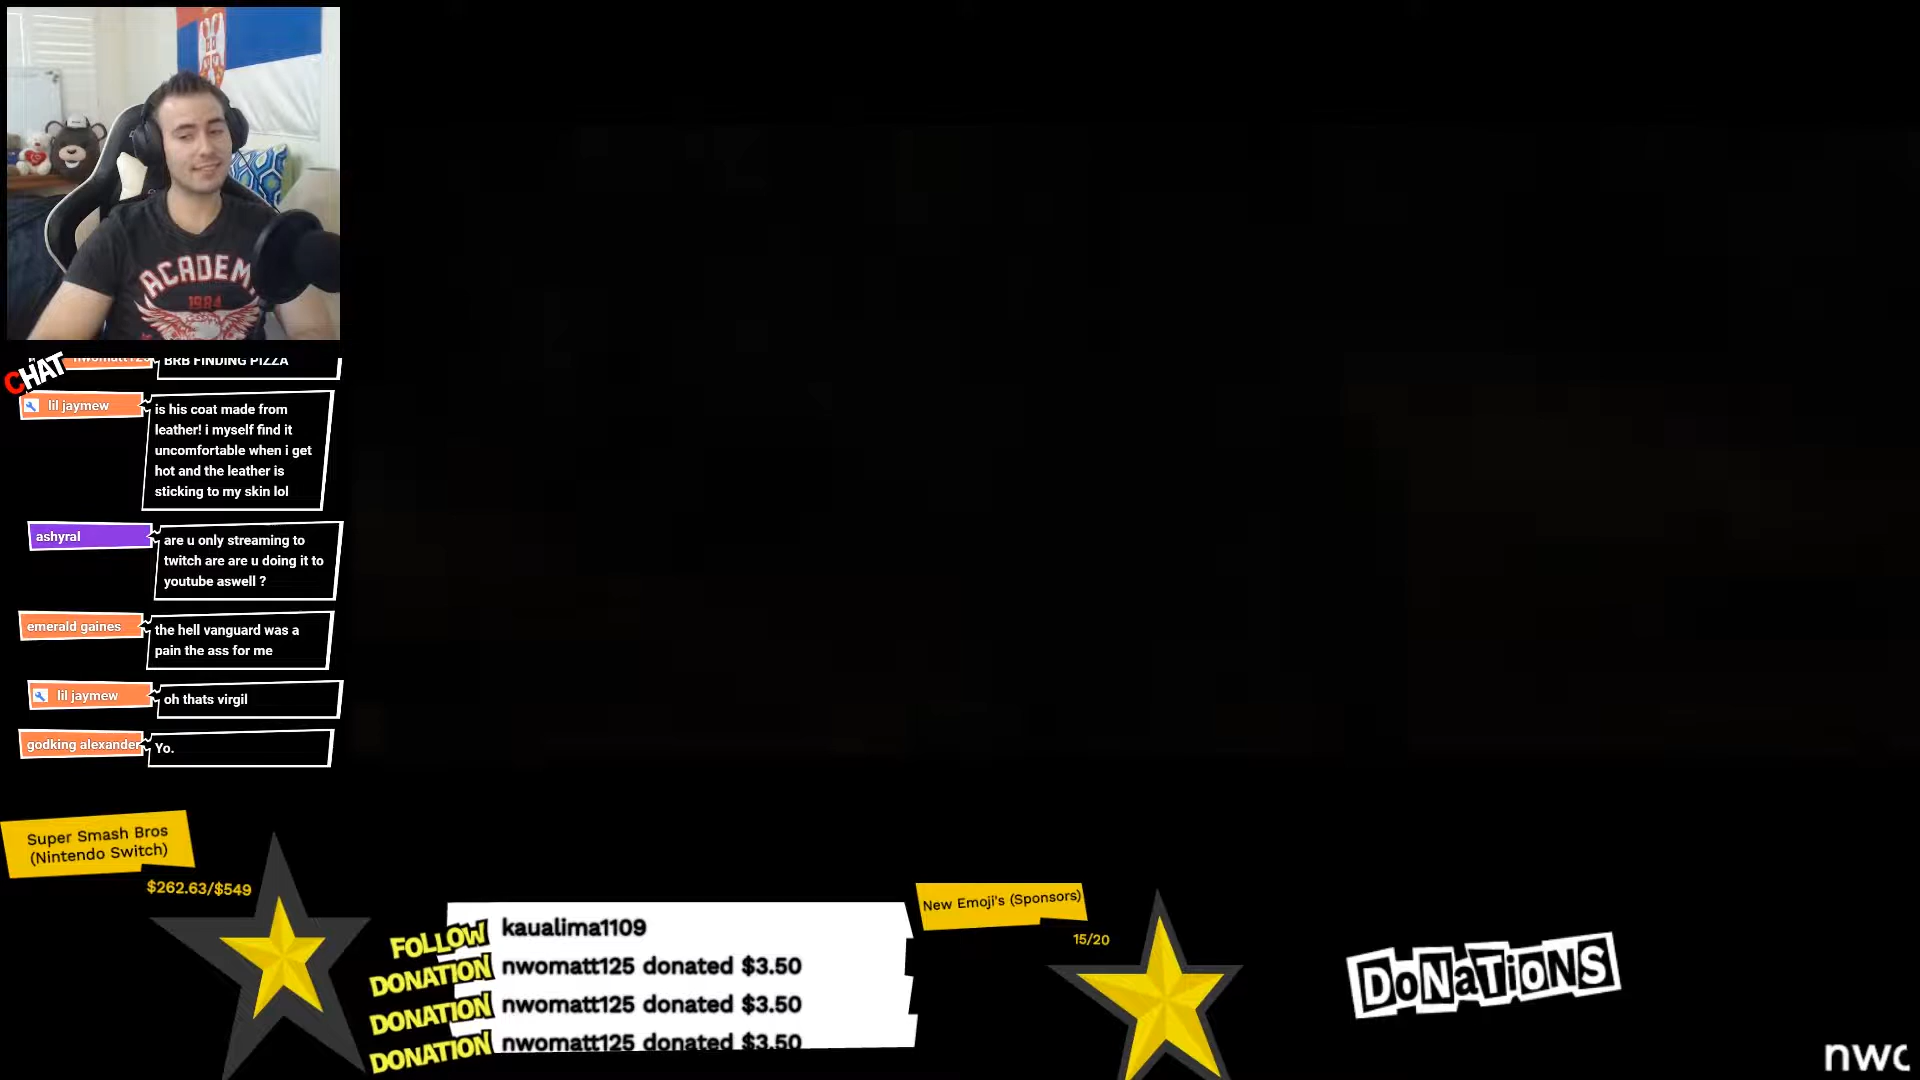 ACADEM
1984
CHAT
nwomatt125
BRB FINDING PIZZA
lil jaymew
is his coat made from
leather! i myself find it
uncomfortable when i get
hot and the leather is
sticking to my skin lol
ashyral
are u only streaming to
twitch are are u doing it to
youtube aswell ?
emerald gaines
the hell vanguard was a
pain the ass for me
lil jaymew
oh thats virgil
godking alexander
Yo.
Super Smash Bros
(Nintendo Switch)
$262.63/$549
FOLLOW kaualima1109
DONATION nwomatt125 donated $3.50
DONATION nwomatt125 donated $3.50
DONATION nwomatt125 donated $3.50
New Emoji's (Sponsors)
15/20
DoNaTioNS
nwo